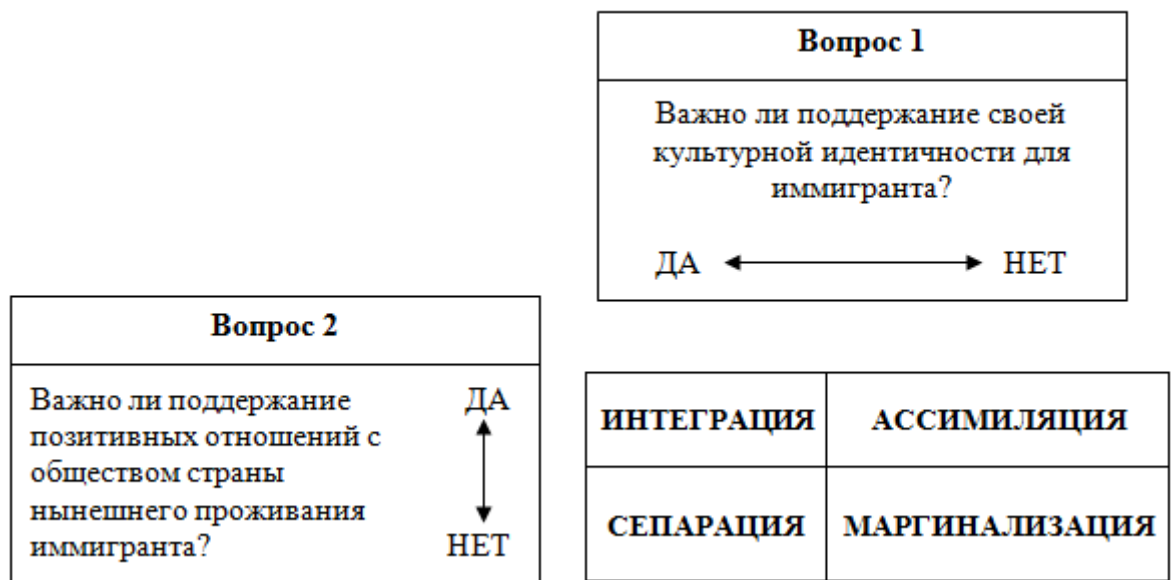 Вопрос 1
Важно ли поддержание своей
культурной идентичности для
иммигранта?
ДА НЕТ
Вопрос 2
Важно ли поддержание
позитивных отношений с
обществом страны
нынешнего проживания
иммигранта?
ДА
НЕТ
ИНТЕГРАЦИЯ АССИМИЛЯЦИЯ
СЕПАРАЦИЯ МАРГИНАЛИЗАЦИЯ